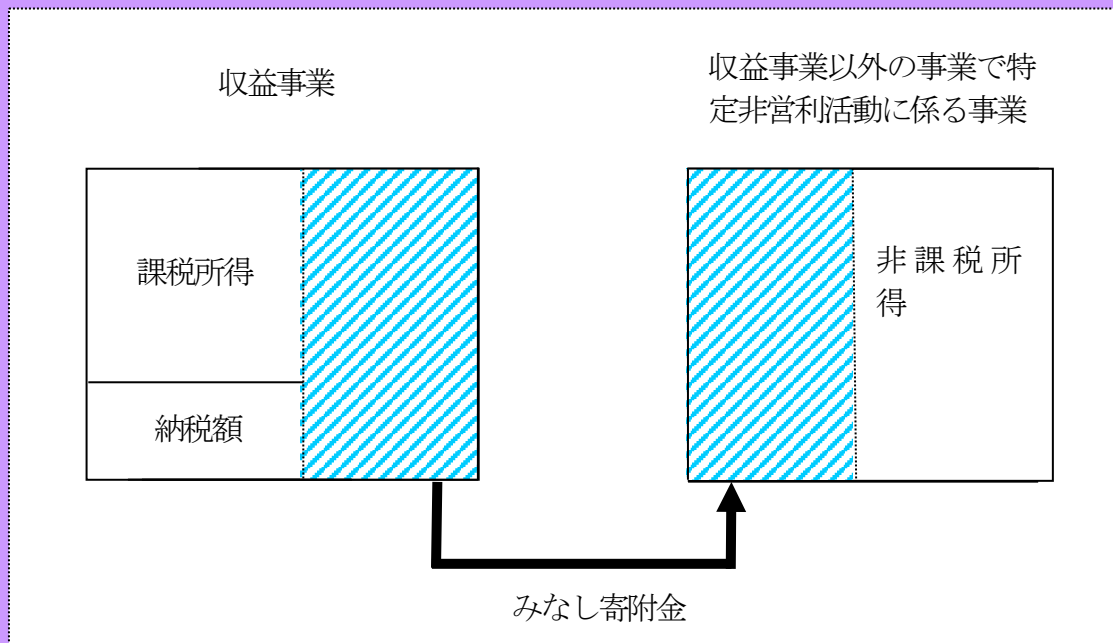 収益事業
収益事業以外の事業で特
定非営利活動に係る事業
課税所得
非課税所
得
納税額
みなし寄附金